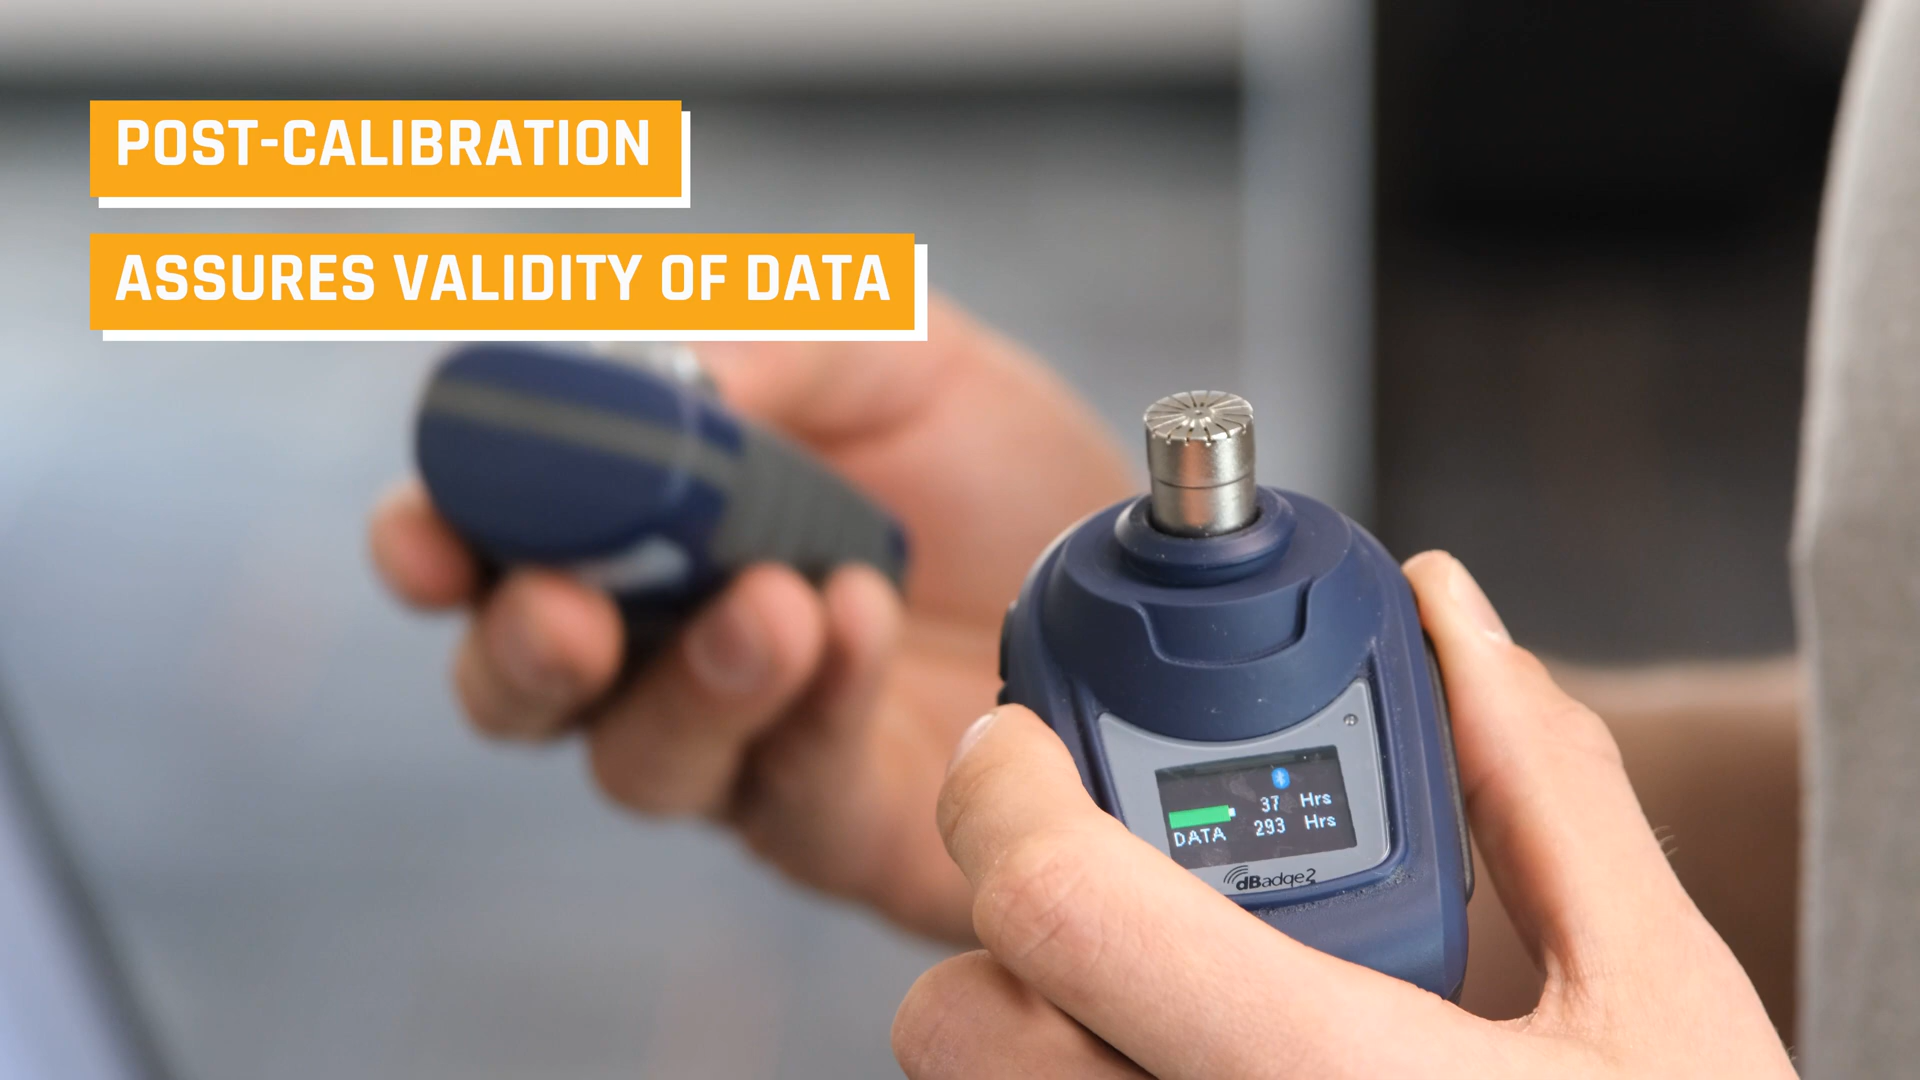 POST-CALIBRATION
ASSURES VALIDITY OF DATA
37 Hrs
DATA 293 Hrs
dBadge2